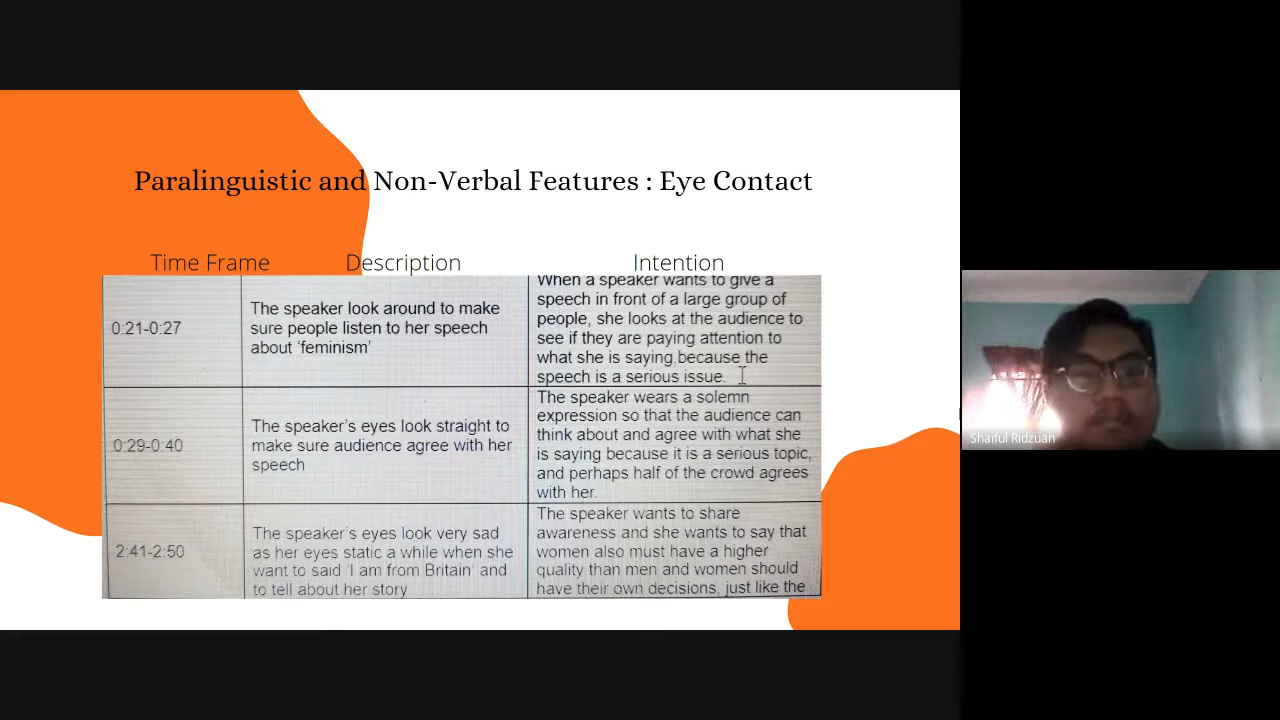 Paralinguistic and Non-Verbal Features : Eye Contact
Time Frame
Description
Intention
0:21-0:27
The speaker look around to make
sure people listen to her speech
about ‘feminism’
When a speaker wants to give a
speech in front of a large group of
people, she looks at the audience to
see if they are paying attention to
what she is saying because the
speech is a serious issue.
0:29-0:40
The speaker’s eyes look straight to
make sure audience agree with her
speech
The speaker wears a solemn
expression so that the audience can
think about and agree with what she
is saying because it is a serious topic,
and perhaps half of the crowd agrees
with her.
2:41-2:50
The speaker’s eyes look very sad
as her eyes static a while when she
want to said ‘I am from Britain’ and
to tell about her story
The speaker wants to share
awareness and she wants to say that
women also must have a higher
quality than men and women should
have their own decisions, just like the
Shaiful Ridzuan